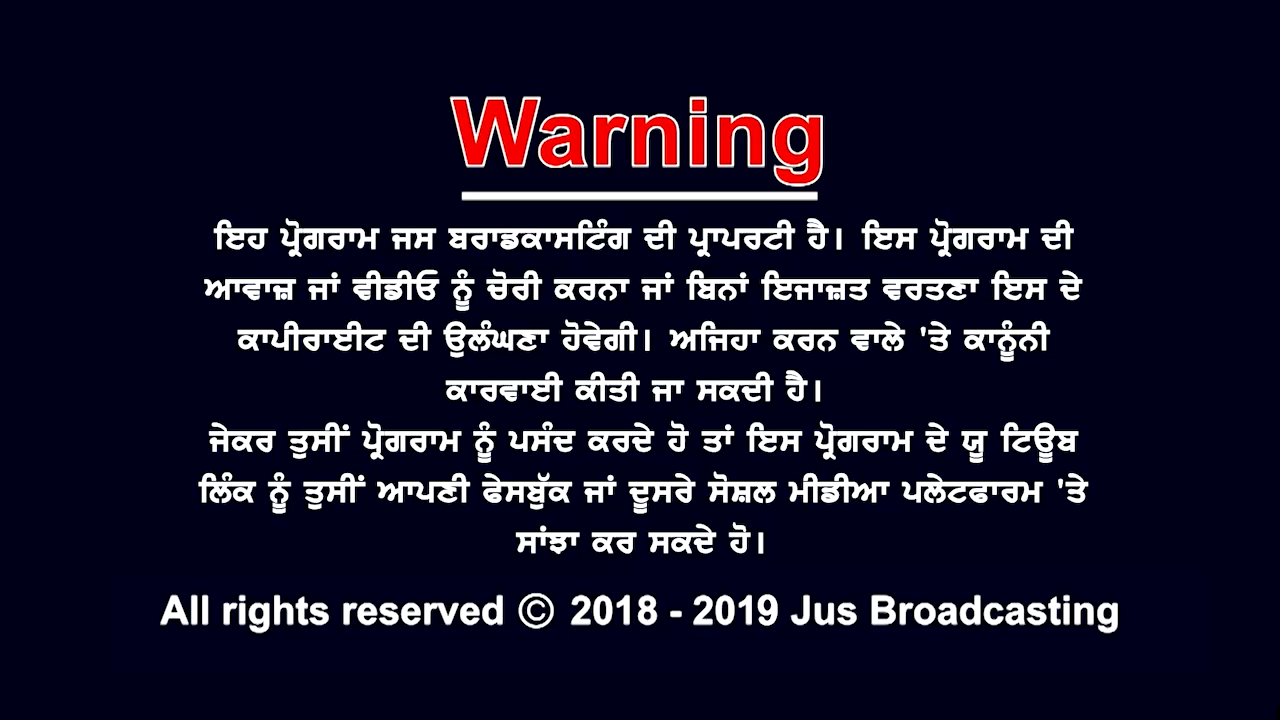 Warning
ਇਹ ਪ੍ਰੋਗਰਾਮ ਜਸ ਬਰਾਡਕਾਸਟਿੰਗ ਦੀ ਪ੍ਰਾਪਰਟੀ ਹੈ। ਇਸ ਪ੍ਰੋਗਰਾਮ ਦੀ
ਆਵਾਜ਼ ਜਾਂ ਵੀਡੀਓ ਨੂੰ ਚੋਰੀ ਕਰਨਾ ਜਾਂ ਬਿਨਾਂ ਇਜਾਜ਼ਤ ਵਰਤਣਾ ਇਸ ਦੇ
ਕਾਪੀਰਾਈਟ ਦੀ ਉਲੰਘਣਾ ਹੋਵੇਗੀ। ਅਜਿਹਾ ਕਰਨ ਵਾਲੇ 'ਤੇ ਕਾਨੂੰਨੀ
ਕਾਰਵਾਈ ਕੀਤੀ ਜਾ ਸਕਦੀ ਹੈ।
ਜੇਕਰ ਤੁਸੀਂ ਪ੍ਰੋਗਰਾਮ ਨੂੰ ਪਸੰਦ ਕਰਦੇ ਹੋ ਤਾਂ ਇਸ ਪ੍ਰੋਗਰਾਮ ਦੇ ਯੂ ਟਿਊਬ
ਲਿੰਕ ਨੂੰ ਤੁਸੀਂ ਆਪਣੀ ਫੇਸਬੁੱਕ ਜਾਂ ਦੂਸਰੇ ਸੋਸ਼ਲ ਮੀਡੀਆ ਪਲੇਟਫਾਰਮ 'ਤੇ
ਸਾਂਝਾ ਕਰ ਸਕਦੇ ਹੋ।
All rights reserved © 2018 - 2019 Jus Broadcasting